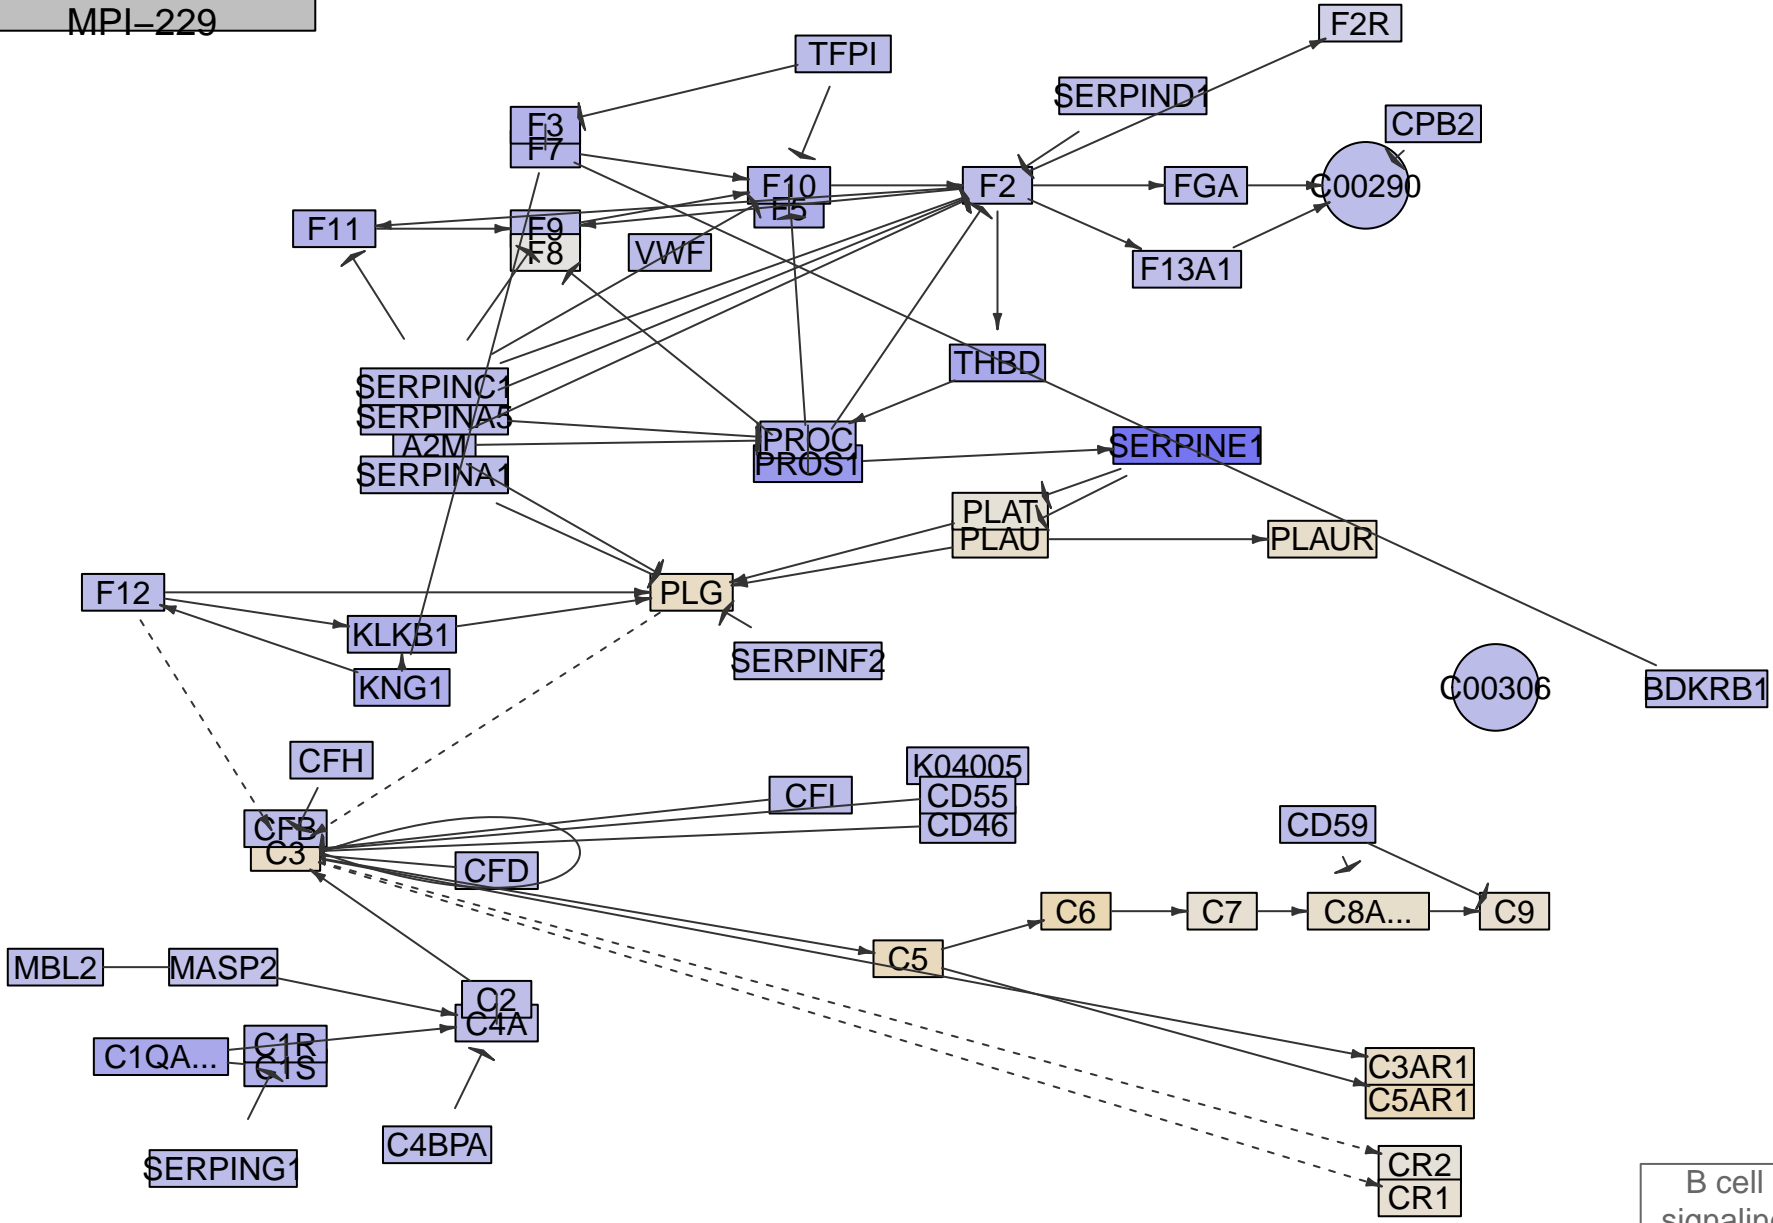 MPI–229
F2R
TFPI
SERPIND1
CPB2
F3
F7
F10
F5
F2
FGA
C00290
F11
F9
F8
VWF
F13A1
THBD
SERPINC1
SERPINA5
A2M
SERPINA1
PROC
PROS1
SERPINE1
PLAT
PLAU
PLAUR
F12
PLG
KLKB1
SERPINF2
KNG1
C00306
BDKRB1
CFH
K04005
CFI
CD55
CD46
CFB
C3
CD59
CFD
C6
C7
C8A...
C9
C5
MBL2
MASP2
C2
C4A
C1QA...
C1R
C1S
C3AR1
C5AR1
C4BPA
SERPING1
CR2
CR1
B cell
signaling